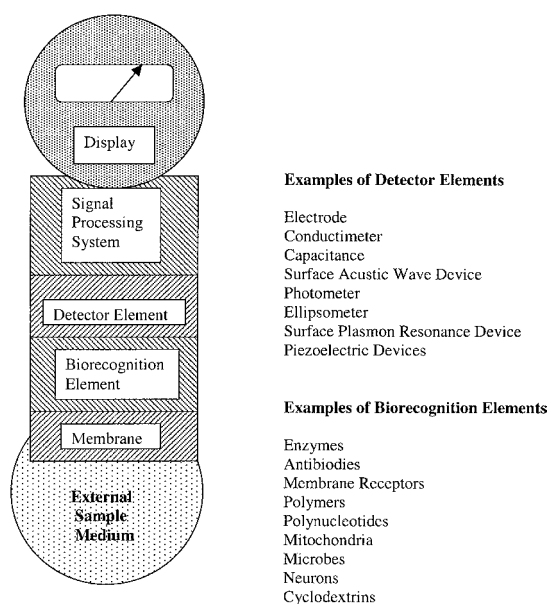 Display
Signal
Processing
System
Detector Element
Biorecognition
Element
Membrane
External
Sample
Medium
Examples of Detector Elements
Electrode
Conductimeter
Capacitance
Surface Acustic Wave Device
Photometer
Ellipsometer
Surface Plasmon Resonance Device
Piezoelectric Devices
Examples of Biorecognition Elements
Enzymes
Antibiodies
Membrane Receptors
Polymers
Polynucleotides
Mitochondria
Microbes
Neurons
Cyclodextrins